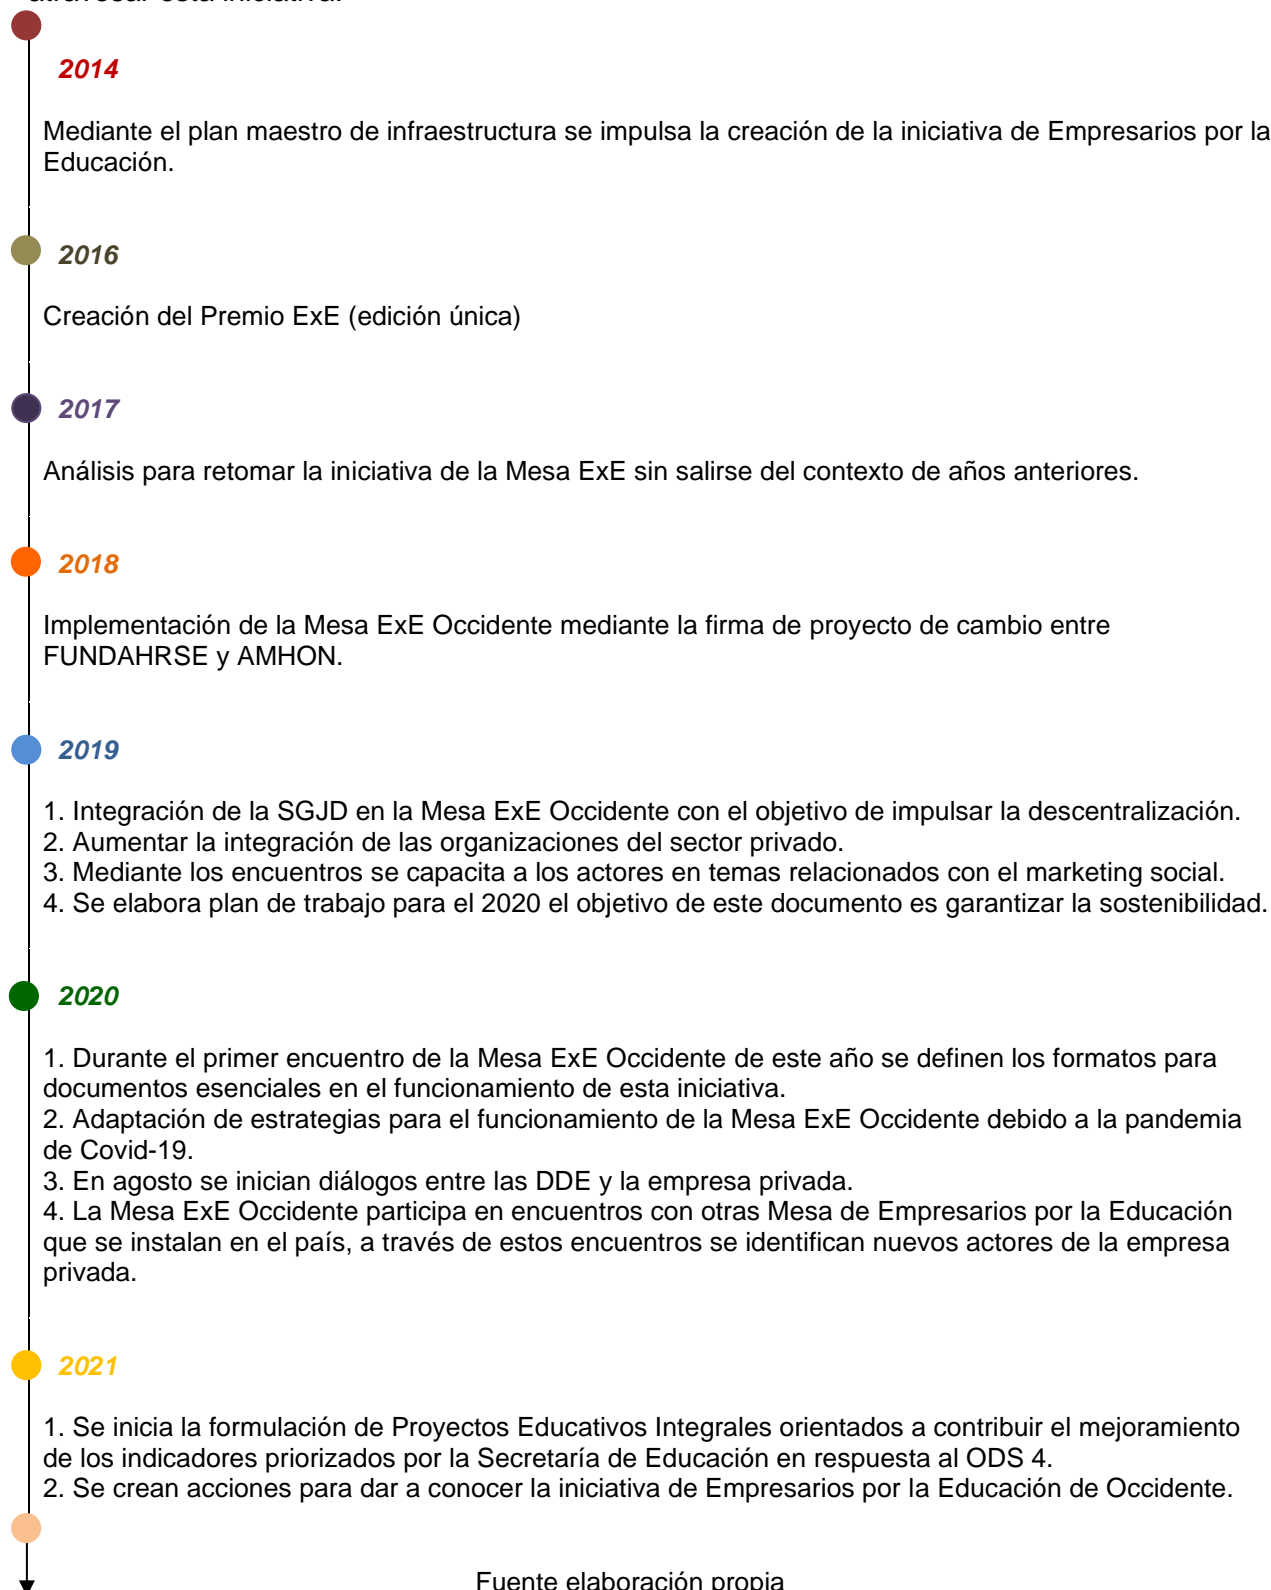 atravesar esta iniciativa.
2014
Mediante el plan maestro de infraestructura se impulsa la creación de la iniciativa de Empresarios por la
Educación.
2016
Creación del Premio ExE (edición única)
2017
Análisis para retomar la iniciativa de la Mesa ExE sin salirse del contexto de años anteriores.
2018
Implementación de la Mesa ExE Occidente mediante la firma de proyecto de cambio entre
FUNDAHRSE y AMHON.
2019
1. Integración de la SGJD en la Mesa ExE Occidente con el objetivo de impulsar la descentralización.
2. Aumentar la integración de las organizaciones del sector privado.
3. Mediante los encuentros se capacita a los actores en temas relacionados con el marketing social.
4. Se elabora plan de trabajo para el 2020 el objetivo de este documento es garantizar la sostenibilidad.
2020
1. Durante el primer encuentro de la Mesa ExE Occidente de este año se definen los formatos para
documentos esenciales en el funcionamiento de esta iniciativa.
2. Adaptación de estrategias para el funcionamiento de la Mesa ExE Occidente debido a la pandemia
de Covid-19.
3. En agosto se inician diálogos entre las DDE y la empresa privada.
4. La Mesa ExE Occidente participa en encuentros con otras Mesa de Empresarios por la Educación
que se instalan en el país, a través de estos encuentros se identifican nuevos actores de la empresa
privada.
2021
1. Se inicia la formulación de Proyectos Educativos Integrales orientados a contribuir el mejoramiento
de los indicadores priorizados por la Secretaría de Educación en respuesta al ODS 4.
2. Se crean acciones para dar a conocer la iniciativa de Empresarios por la Educación de Occidente.
Fuente elaboración propia